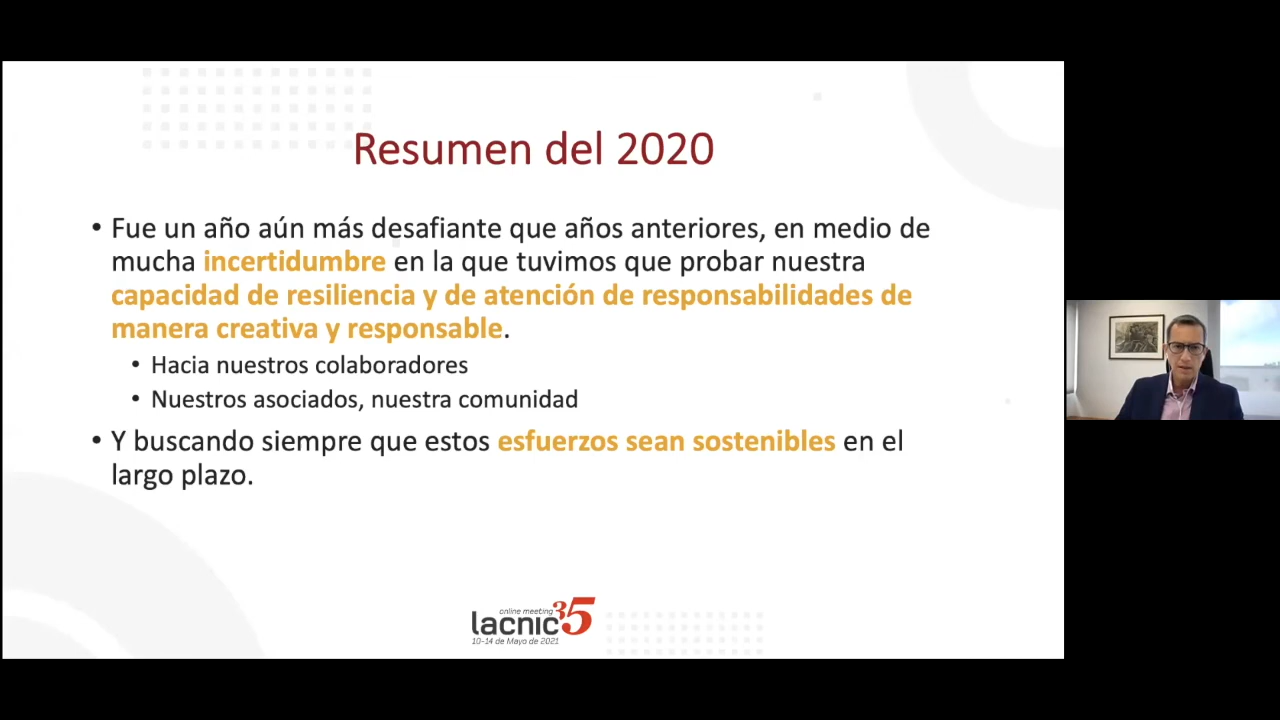 Resumen del 2020
• Fue un año aún más desafiante que años anteriores, en medio de
mucha incertidumbre en la que tuvimos que probar nuestra
capacidad de resiliencia y de atención de responsabilidades de
manera creativa y responsable.
• Hacia nuestros colaboradores
• Nuestros asociados, nuestra comunidad
• Y buscando siempre que estos esfuerzos sean sostenibles en el
largo plazo.
online meeting
lacnic 35
10-14 de Mayo de 2021